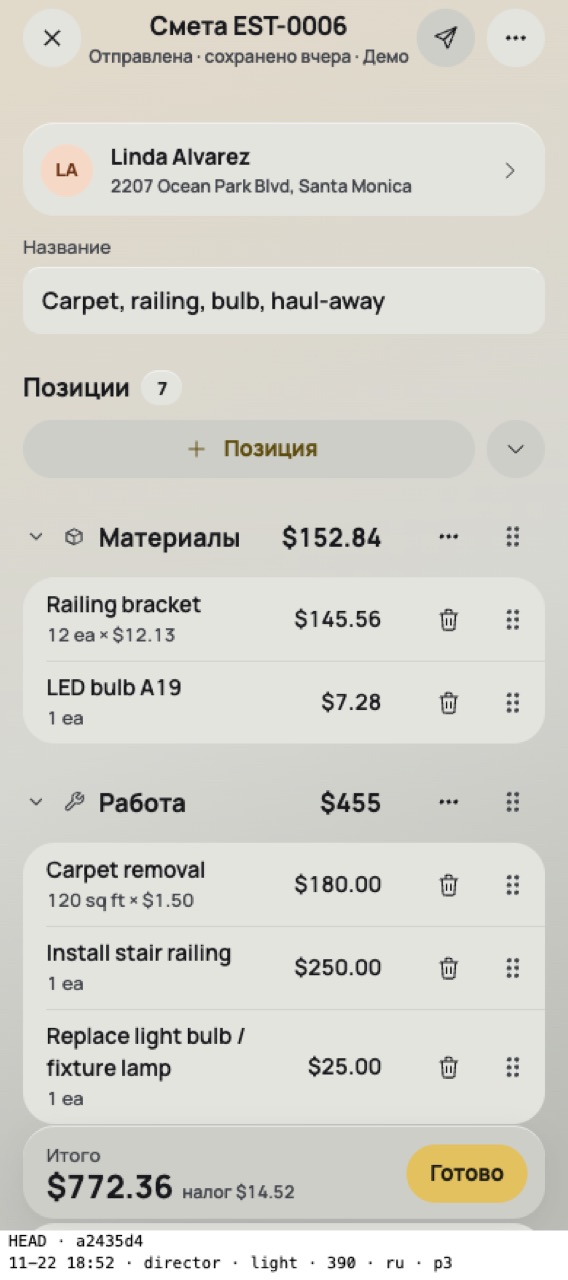 Смета EST-0006
Отправлена · сохранено вчера · Демо
LA
Linda Alvarez
2207 Ocean Park Blvd, Santa Monica
Название
Carpet, railing, bulb, haul-away
Позиции 7
+ Позиция
Материалы $152.84
Railing bracket
$145.56
12 ea × $12.13
LED bulb A19
$7.28
1 ea
Работа $455
Carpet removal
$180.00
120 sq ft × $1.50
Install stair railing
$250.00
1 ea
Replace light bulb /
fixture lamp
$25.00
1 ea
Итого
$772.36 налог $14.52
Готово
HEAD · a2435d4
11-22 18:52 · director · light · 390 · ru · p3